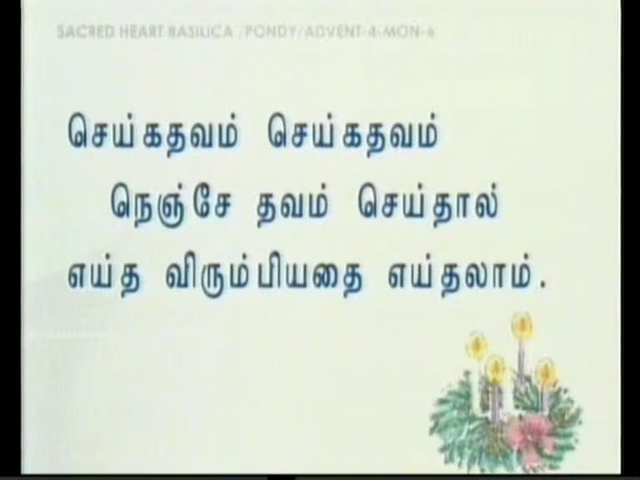 SACRED HEART BASILICA /PONDY/ADVENT-4-MON-6
செய்கதவம் செய்கதவம்
நெஞ்சே தவம் செய்தால்
எய்த விரும்பியதை எய்தலாம்.